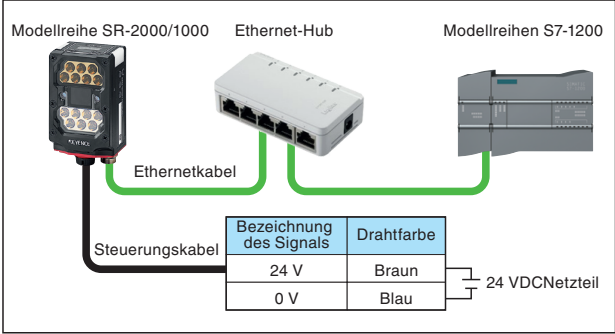 Modellreihe SR-2000/1000
Ethernet-Hub
Modellreihen S7-1200
KEYENCE
Ethernetkabel
Steuerungskabel
Bezeichnung des Signals
Drahtfarbe
24 V
Braun
0 V
Blau
24 VDCNetzteil